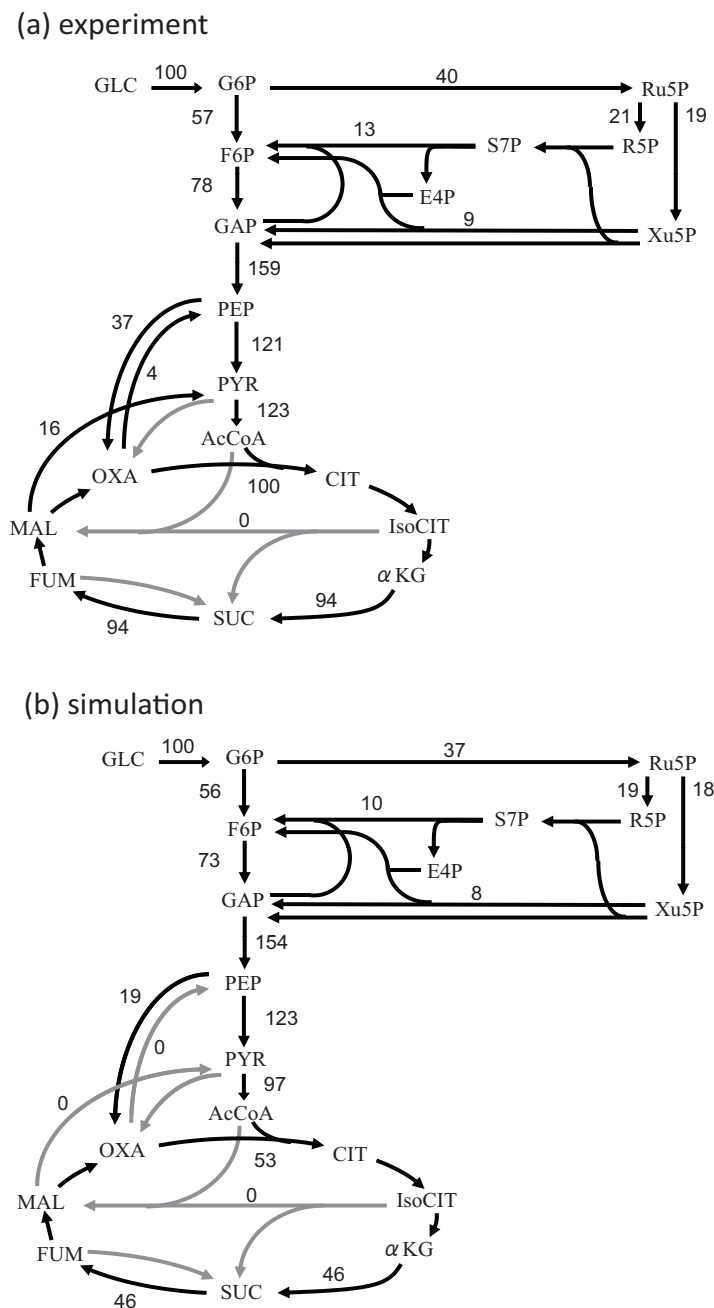 (a) experiment
GLC 100 G6P 40 Ru5P
57 21 19
F6P 13 S7P R5P
78 E4P
GAP 9 Xu5P
159
37 PEP
4 121
PYR
16 123
AcCoA
OXA 100 CIT
MAL 0 IsoCIT
FUM αKG
94 SUC 94
(b) simulation
GLC 100 G6P 37 Ru5P
56 19 18
F6P 10 S7P R5P
73 E4P
GAP 8 Xu5P
154
19 PEP
0 123
PYR
0 97
AcCoA
OXA 53 CIT
MAL 0 IsoCIT
FUM αKG
46 SUC 46